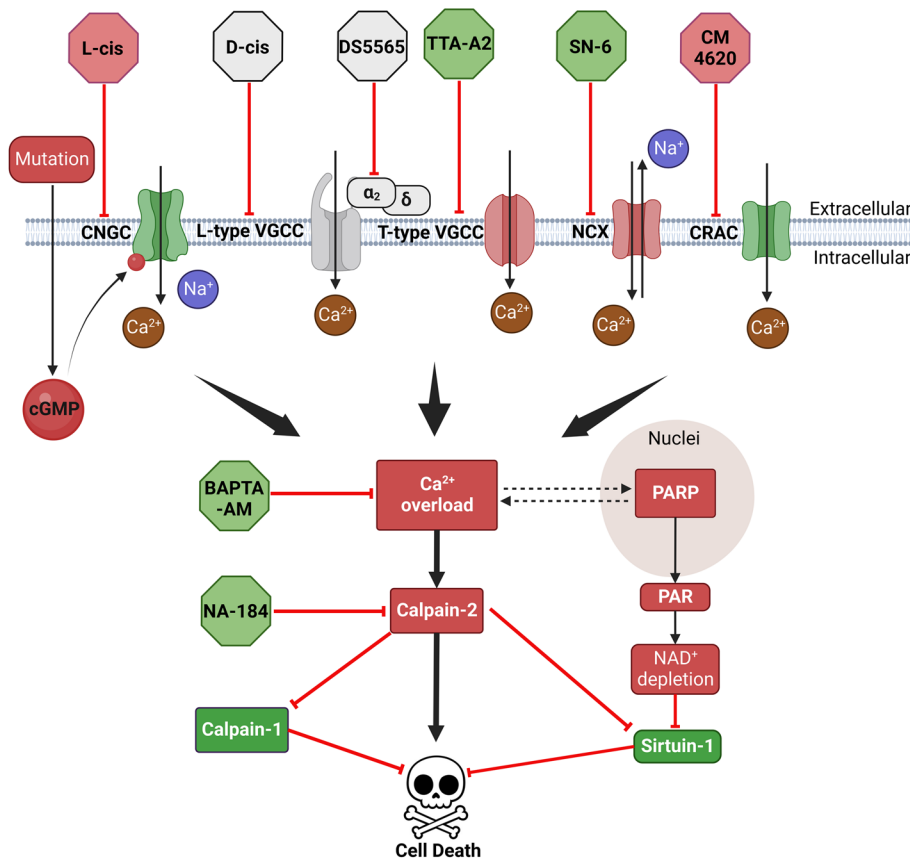 L-cis
D-cis
DS5565
TTA-A2
SN-6
CM
4620
Mutation
Na⁺
α₂
δ
Extracellular
CNGC
L-type VGCC
T-type VGCC
NCX
CRAC
Intracellular
Na⁺
Ca²⁺
Ca²⁺
Ca²⁺
Ca²⁺
Ca²⁺
cGMP
Nuclei
BAPTA
-AM
Ca²⁺
overload
PARP
NA-184
Calpain-2
PAR
NAD⁺
depletion
Calpain-1
Sirtuin-1
Cell Death